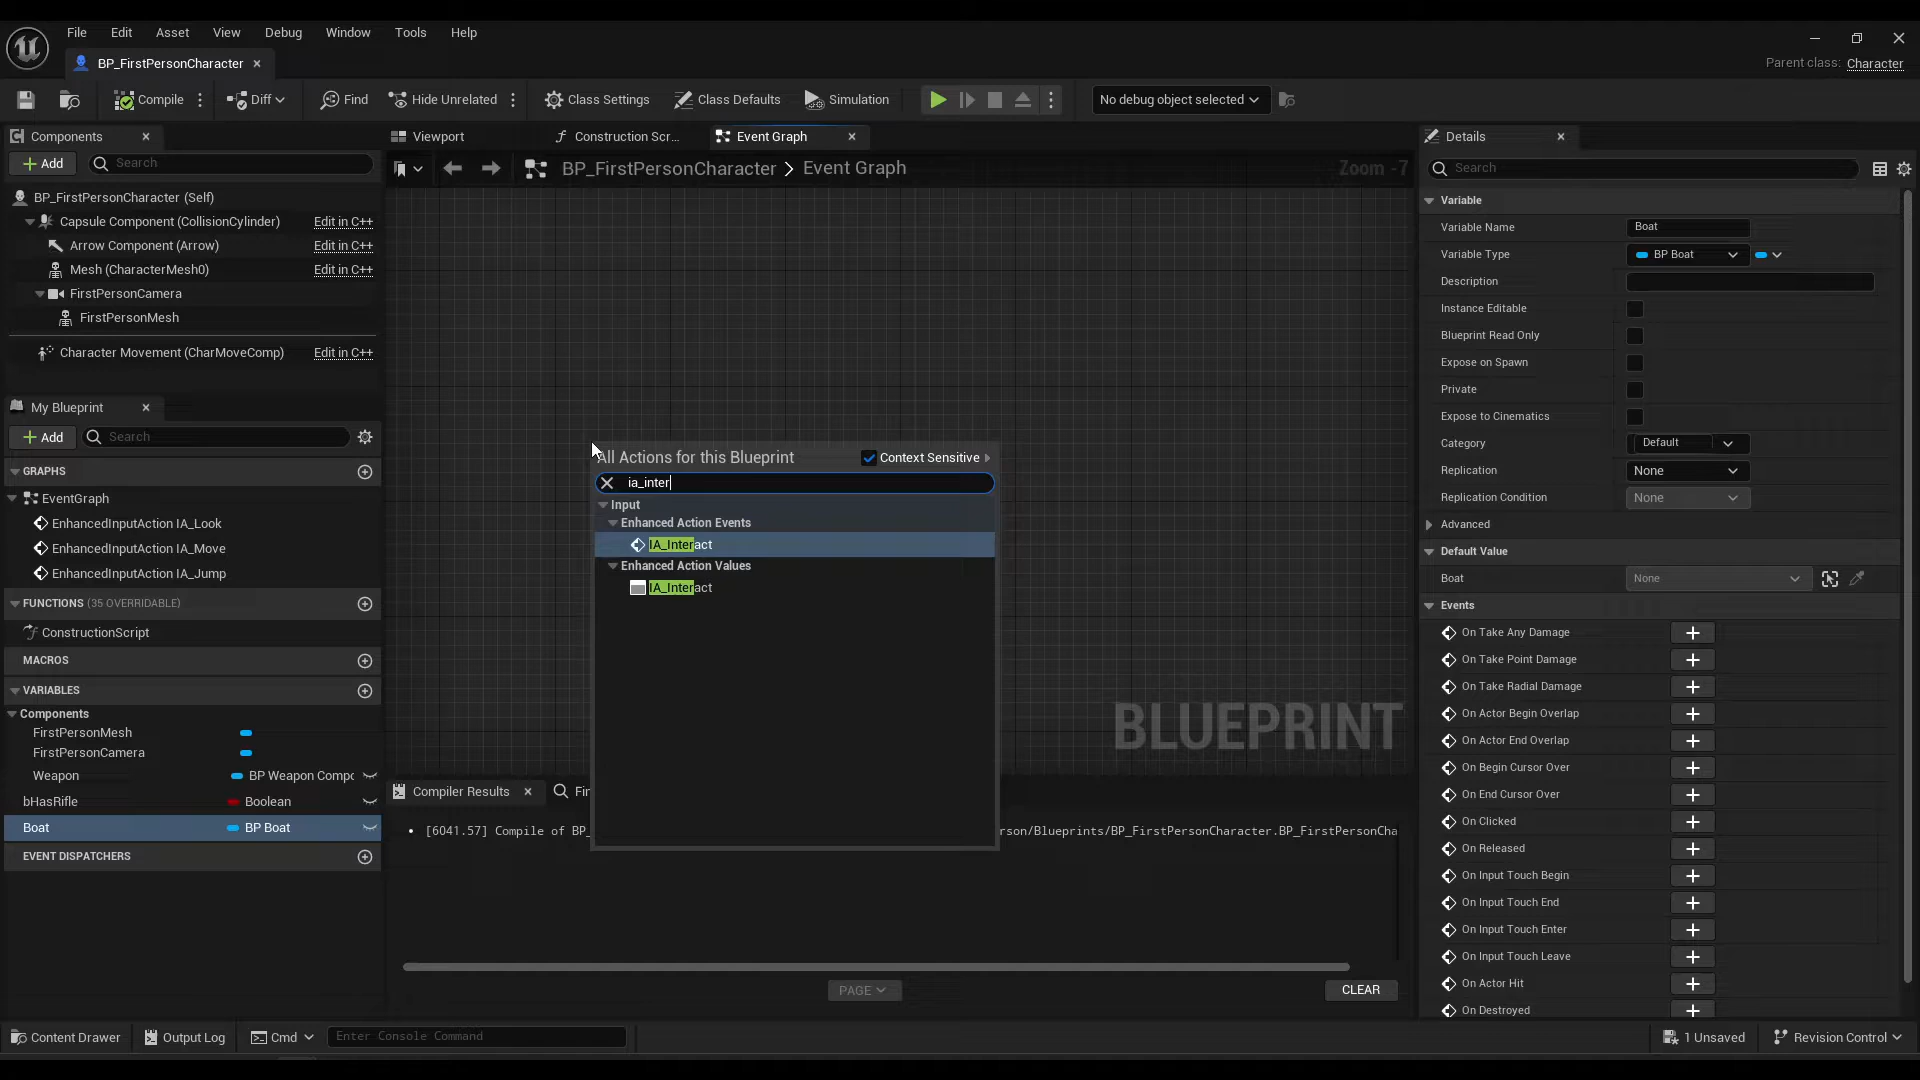 File Edit Asset View Debug Window Tools Help
BP_FirstPersonCharacter
Parent class: Character
Compile Diff Find Hide Unrelated Class Settings Class Defaults Simulation No debug object selected
Components
Add Search
BP_FirstPersonCharacter (Self)
Capsule Component (CollisionCylinder) Edit in C++
Arrow Component (Arrow) Edit in C++
Mesh (CharacterMesh0) Edit in C++
FirstPersonCamera
FirstPersonMesh
Character Movement (CharMoveComp) Edit in C++
My Blueprint
Add Search
GRAPHS
EventGraph
EnhancedInputAction IA_Look
EnhancedInputAction IA_Move
EnhancedInputAction IA_Jump
FUNCTIONS (35 OVERRIDABLE)
ConstructionScript
MACROS
VARIABLES
Components
FirstPersonMesh
FirstPersonCamera
Weapon BP Weapon Compo
bHasRifle Boolean
Boat BP Boat
EVENT DISPATCHERS
Viewport Construction Scr... Event Graph
BP_FirstPersonCharacter > Event Graph Zoom -7
All Actions for this Blueprint Context Sensitive
ia_inter
Input
Enhanced Action Events
IA_Interact
Enhanced Action Values
IA_Interact
BLUEPRINT
Compiler Results Fin
[6041.57] Compile of BP_ rson/Blueprints/BP_FirstPersonCharacter.BP_FirstPersonCha
PAGE CLEAR
Details
Search
Variable
Variable Name Boat
Variable Type BP Boat
Description
Instance Editable
Blueprint Read Only
Expose on Spawn
Private
Expose to Cinematics
Category Default
Replication None
Replication Condition None
Advanced
Default Value
Boat None
Events
On Take Any Damage
On Take Point Damage
On Take Radial Damage
On Actor Begin Overlap
On Actor End Overlap
On Begin Cursor Over
On End Cursor Over
On Clicked
On Released
On Input Touch Begin
On Input Touch End
On Input Touch Enter
On Input Touch Leave
On Actor Hit
On Destroyed
Content Drawer Output Log Cmd Enter Console Command 1 Unsaved Revision Control